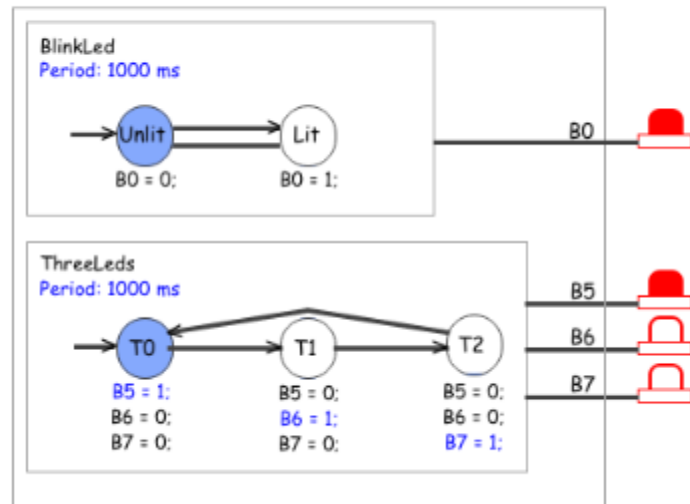 BlinkLed
Period: 1000 ms
Unlit
Lit
B0 = 0;
B0 = 1;
B0
ThreeLeds
Period: 1000 ms
T0
T1
T2
B5 = 1;
B6 = 0;
B7 = 0;
B5 = 0;
B6 = 1;
B7 = 0;
B5 = 0;
B6 = 0;
B7 = 1;
B5
B6
B7